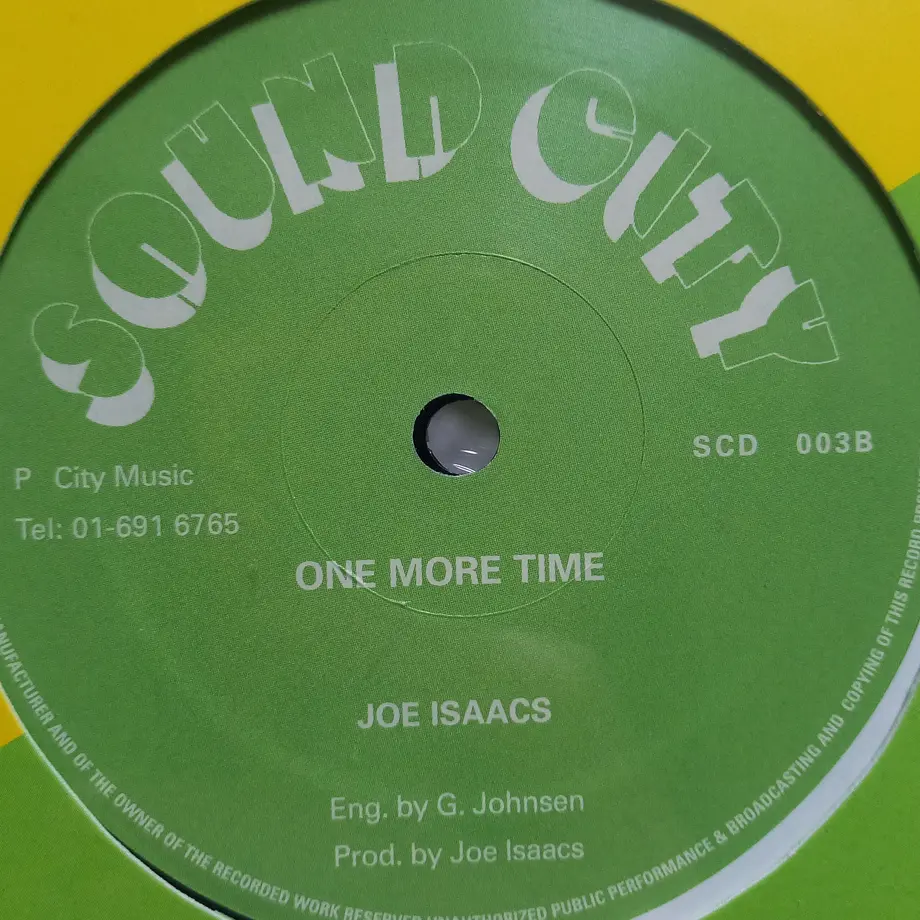 SOUND CITY
SCD 003B
P City Music
Tel: 01-691 6765
ONE MORE TIME
JOE ISAACS
Eng. by G. Johnsen
Prod. by Joe Isaacs
MANUFACTURER AND OF THE OWNER OF THE RECORDED WORK RESERVED UNAUTHORIZED PUBLIC PERFORMANCE & BROADCASTING AND COPYING OF THIS RECORD